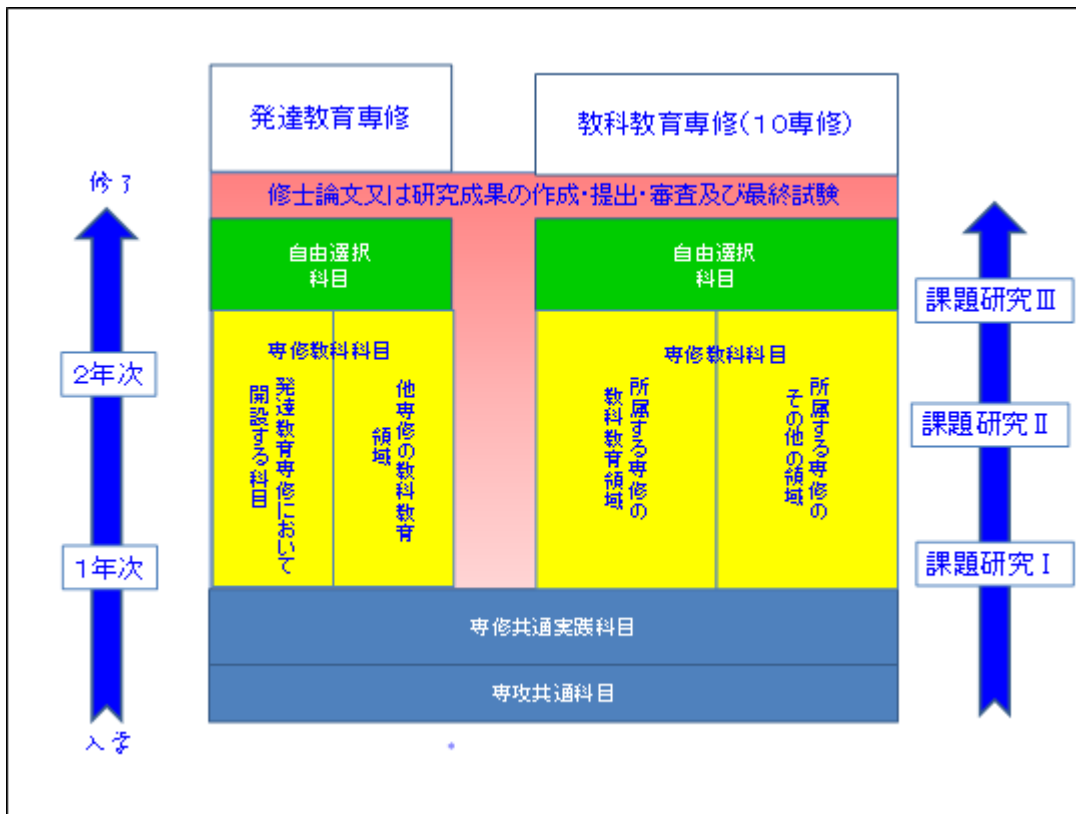 発達教育専修
教科教育専修(10専修)
修了
修士論文又は研究成果の作成・提出・審査及び最終試験
自由選択
科目
自由選択
科目
課題研究Ⅲ
専修教科科目
専修教科科目
2年次
発達教育専修において
開設する科目
他専修の教科教育
領域
所属する専修の
教科教育領域
所属する専修の
その他の領域
課題研究Ⅱ
1年次
課題研究Ⅰ
専修共通実践科目
専攻共通科目
入学